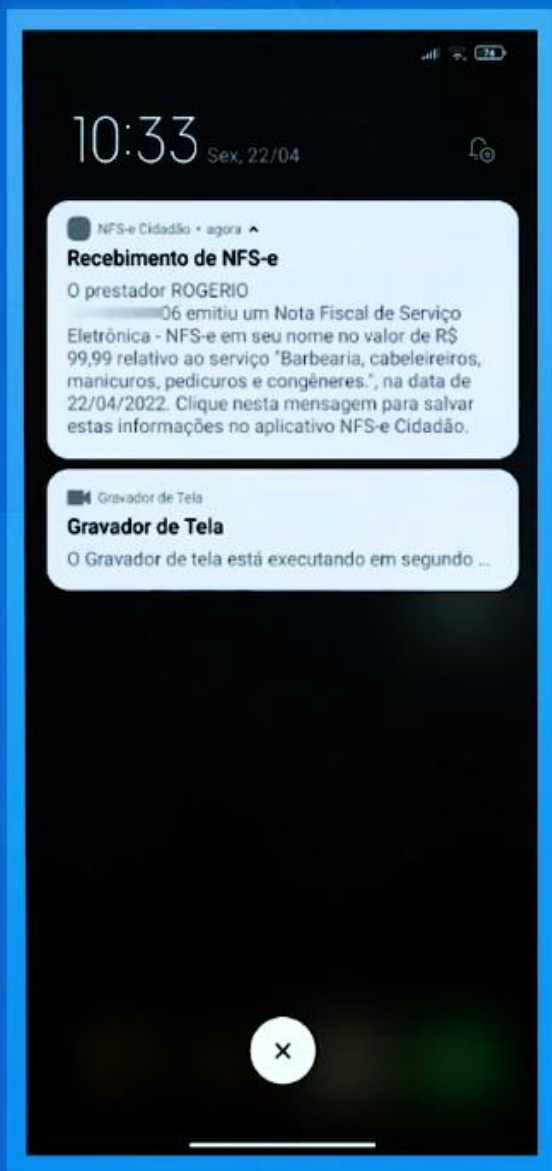 74
10:33 Sex, 22/04
NFS-e Cidadão • agora
Recebimento de NFS-e
O prestador ROGERIO
06 emitiu um Nota Fiscal de Serviço
Eletrônica - NFS-e em seu nome no valor de R$
99,99 relativo ao serviço "Barbearia, cabeleireiros,
manicuros, pedicuros e congêneres.", na data de
22/04/2022. Clique nesta mensagem para salvar
estas informações no aplicativo NFS-e Cidadão.
Gravador de Tela
Gravador de Tela
O Gravador de tela está executando em segundo ...